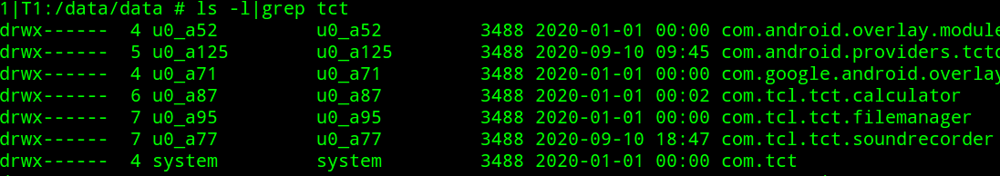 1|T1:/data/data # ls -l|grep tct
drwx------ 4 u0_a52 u0_a52 3488 2020-01-01 00:00 com.android.overlay.module
drwx------ 5 u0_a125 u0_a125 3488 2020-09-10 09:45 com.android.providers.tctd
drwx------ 4 u0_a71 u0_a71 3488 2020-01-01 00:00 com.google.android.overlay
drwx------ 6 u0_a87 u0_a87 3488 2020-01-01 00:02 com.tcl.tct.calculator
drwx------ 7 u0_a95 u0_a95 3488 2020-01-01 00:00 com.tcl.tct.filemanager
drwx------ 7 u0_a77 u0_a77 3488 2020-09-10 18:47 com.tcl.tct.soundrecorder
drwx------ 4 system system 3488 2020-01-01 00:00 com.tct